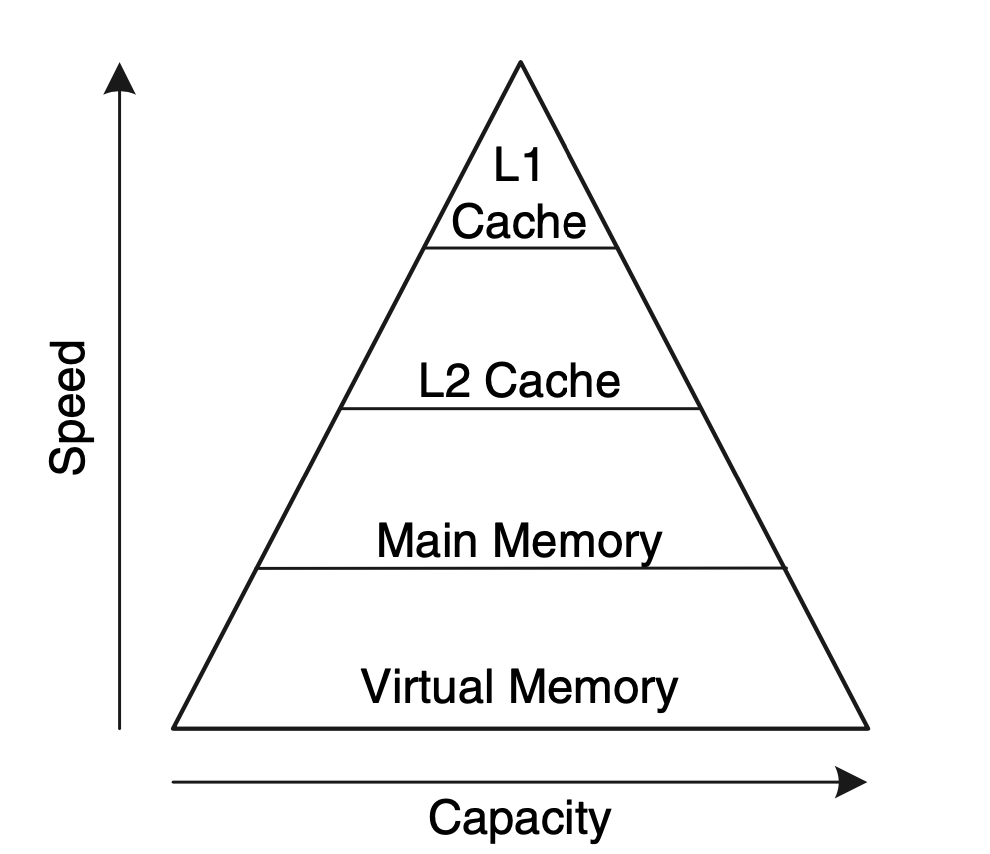 L1
Cache
L2 Cache
Main Memory
Virtual Memory
Speed
Capacity